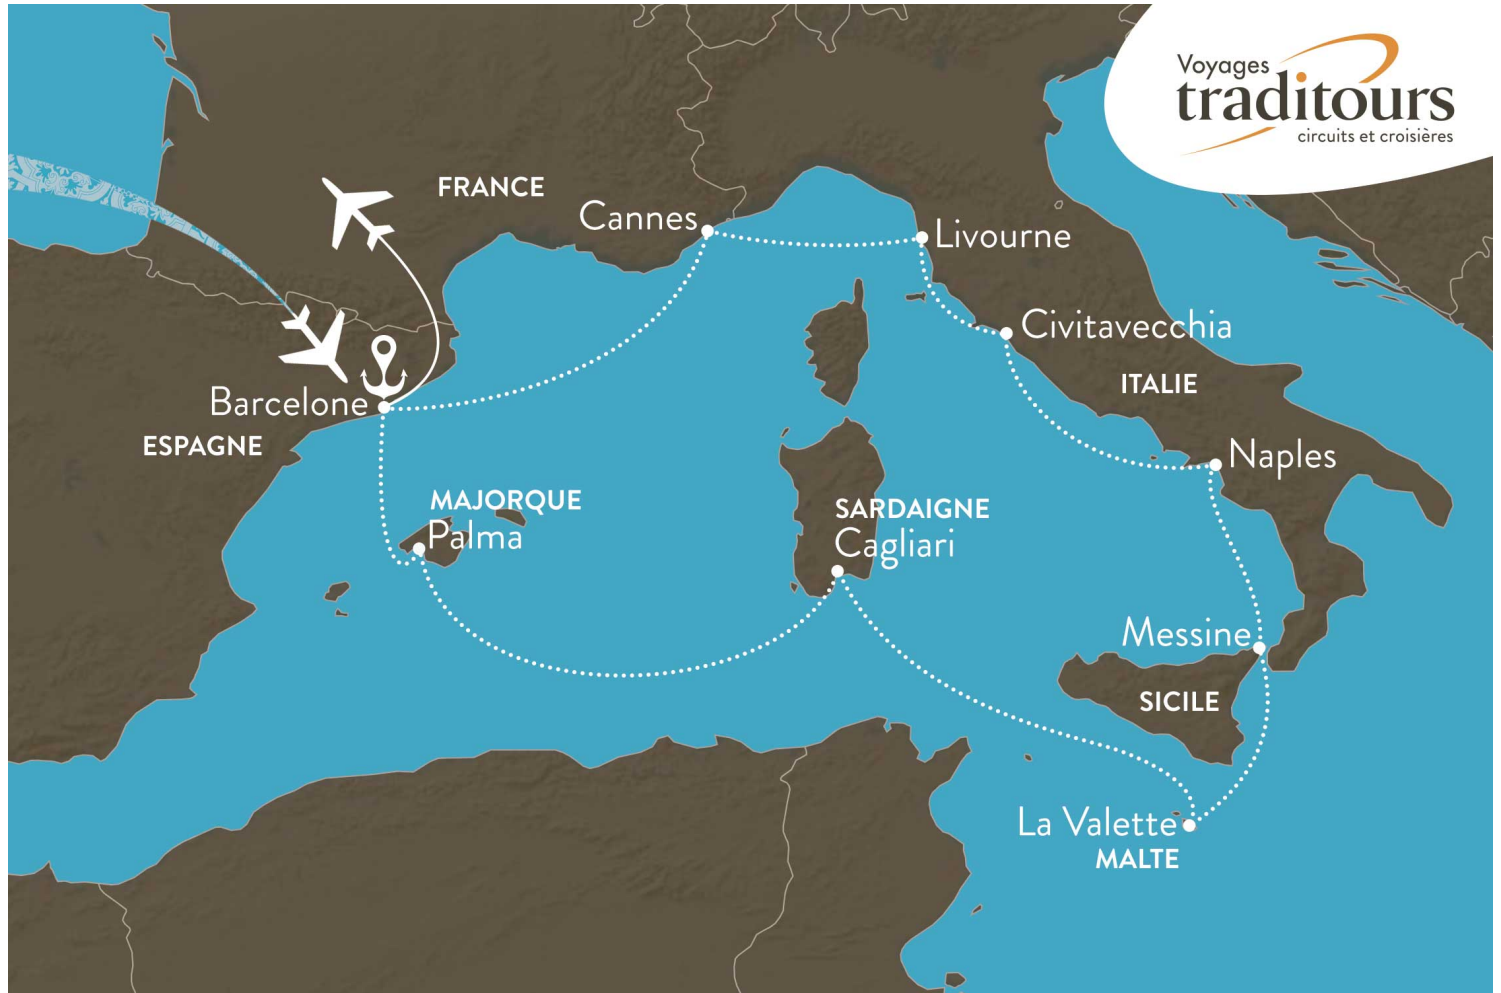 Voyages
traditours
circuits et croisières
FRANCE
Cannes
Livourne
Civitavecchia
ITALIE
Barcelone
ESPAGNE
Naples
MAJORQUE
Palma
SARDAIGNE
Cagliari
Messine
SICILE
La Valette
MALTE